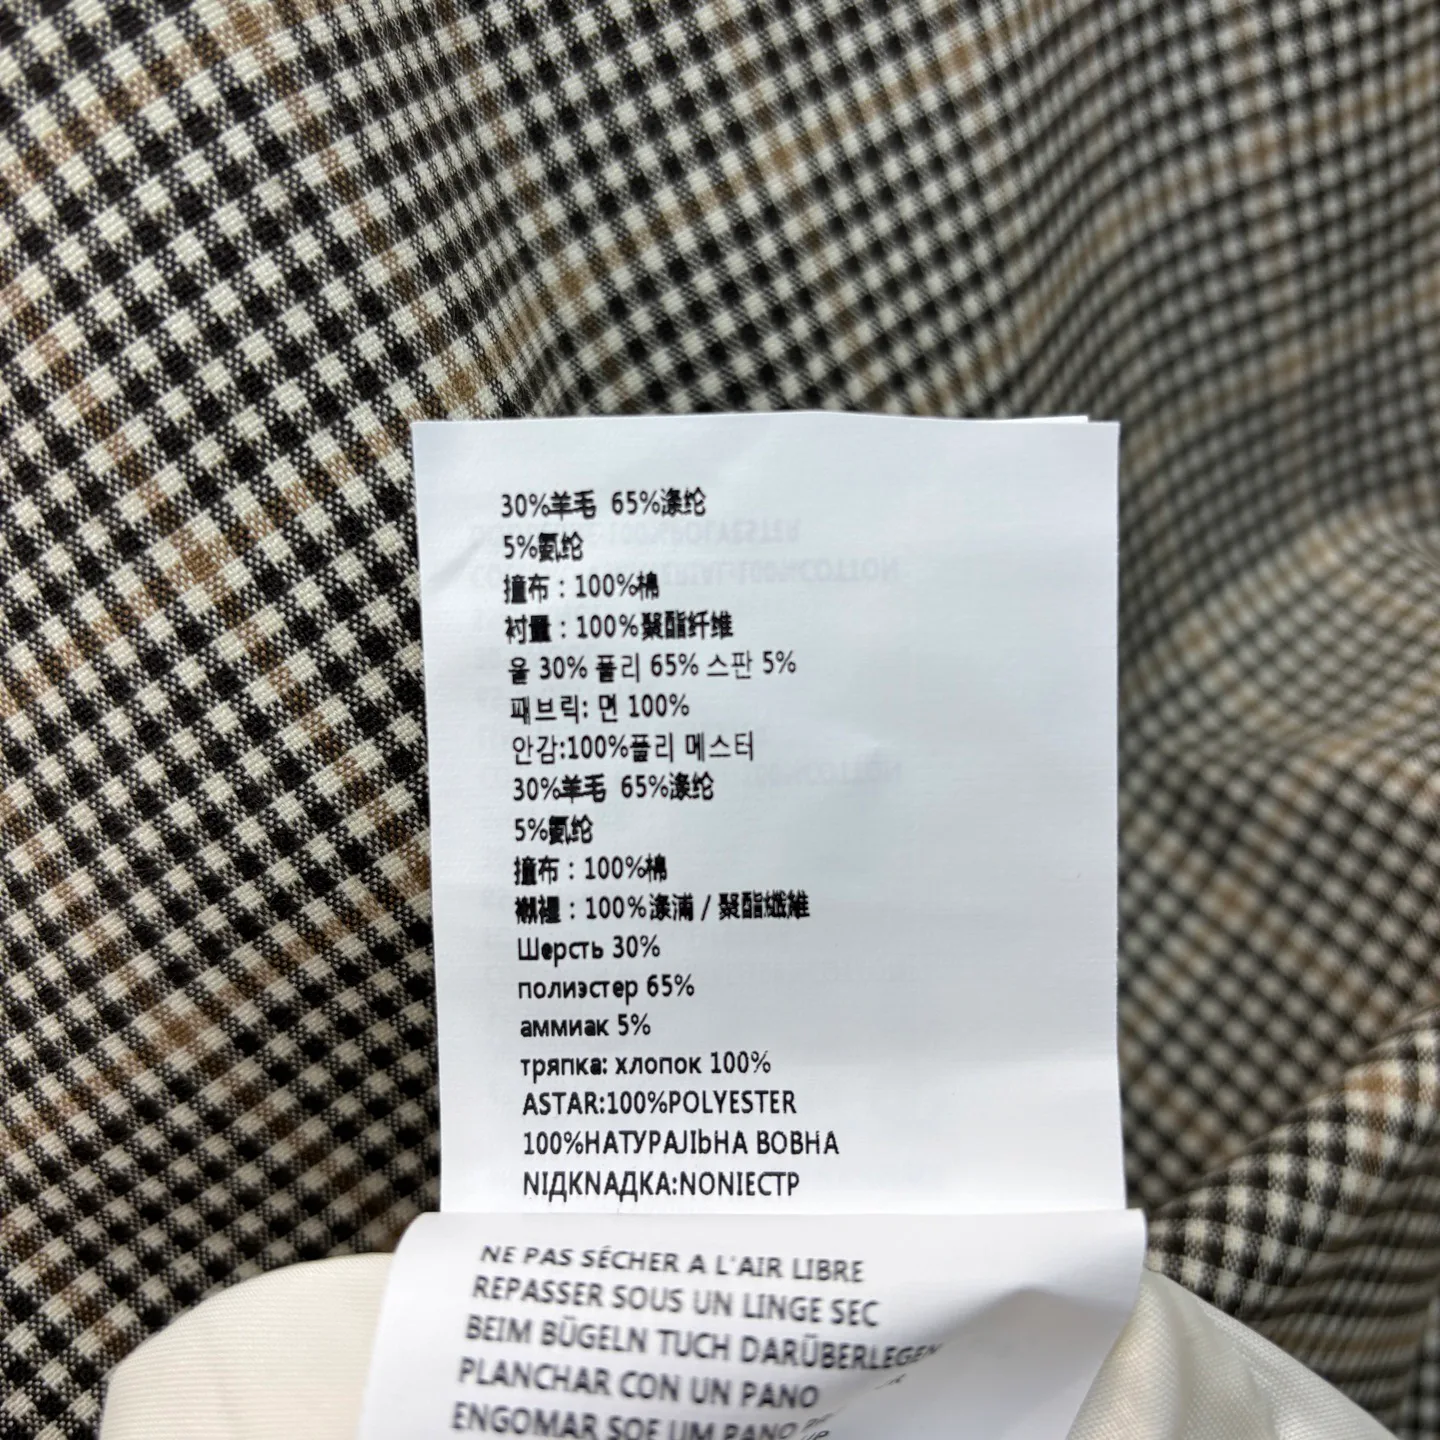 30%羊毛 65%涤纶
5%氨纶
撞布：100%棉
衬量：100%聚酯纤维
울 30% 폴리 65% 스판 5%
패브릭: 면 100%
안감:100%폴리 메스터
30%羊毛 65%涤纶
5%氨纶
撞布：100%棉
襯裡：100%涤滴 / 聚酯纖維
Шерсть 30%
полиэстер 65%
аммиак 5%
тряпка: хлопок 100%
ASTAR:100%POLYESTER
100%НАТУРАЛЬНА ВОВНА
NIДКNАДКА:NONIECTP
NE PAS SÉCHER A L'AIR LIBRE
REPASSER SOUS UN LINGE SEC
BEIM BÜGELN TUCH DARÜBERLEGEN
PLANCHAR CON UN PANO
ENGOMAR SOE UM PANO